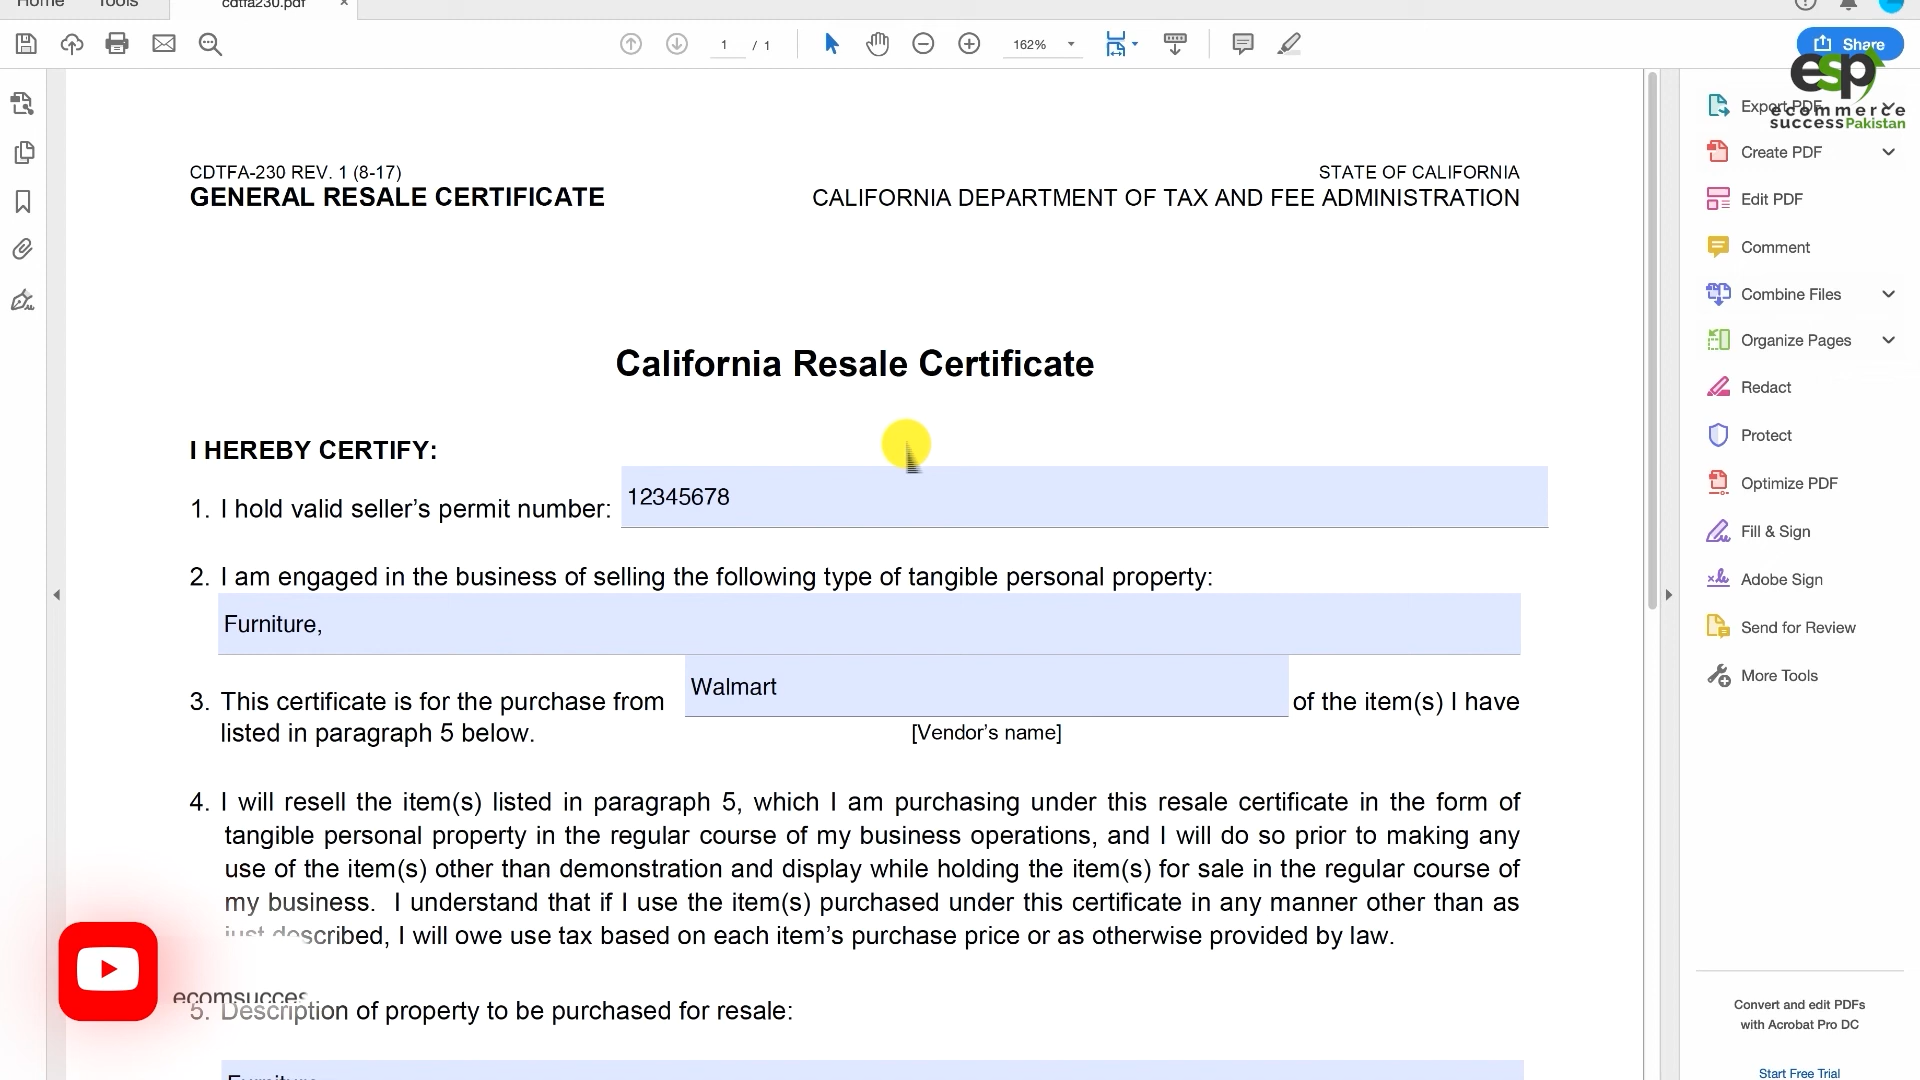 Home Tools cdtfa230.pdf ×
1 / 1 162% Share
esp
ecommerce
successPakistan
Export PDF
Create PDF
Edit PDF
Comment
Combine Files
Organize Pages
Redact
Protect
Optimize PDF
Fill & Sign
Adobe Sign
Send for Review
More Tools
Convert and edit PDFs
with Acrobat Pro DC
Start Free Trial
CDTFA-230 REV. 1 (8-17) STATE OF CALIFORNIA
GENERAL RESALE CERTIFICATE CALIFORNIA DEPARTMENT OF TAX AND FEE ADMINISTRATION
California Resale Certificate
I HEREBY CERTIFY:
1. I hold valid seller’s permit number: 12345678
2. I am engaged in the business of selling the following type of tangible personal property:
Furniture,
3. This certificate is for the purchase from Walmart of the item(s) I have
listed in paragraph 5 below. [Vendor’s name]
4. I will resell the item(s) listed in paragraph 5, which I am purchasing under this resale certificate in the form of
tangible personal property in the regular course of my business operations, and I will do so prior to making any
use of the item(s) other than demonstration and display while holding the item(s) for sale in the regular course of
my business. I understand that if I use the item(s) purchased under this certificate in any manner other than as
just described, I will owe use tax based on each item’s purchase price or as otherwise provided by law.
ecomsucces
5. Description of property to be purchased for resale:
Furniture